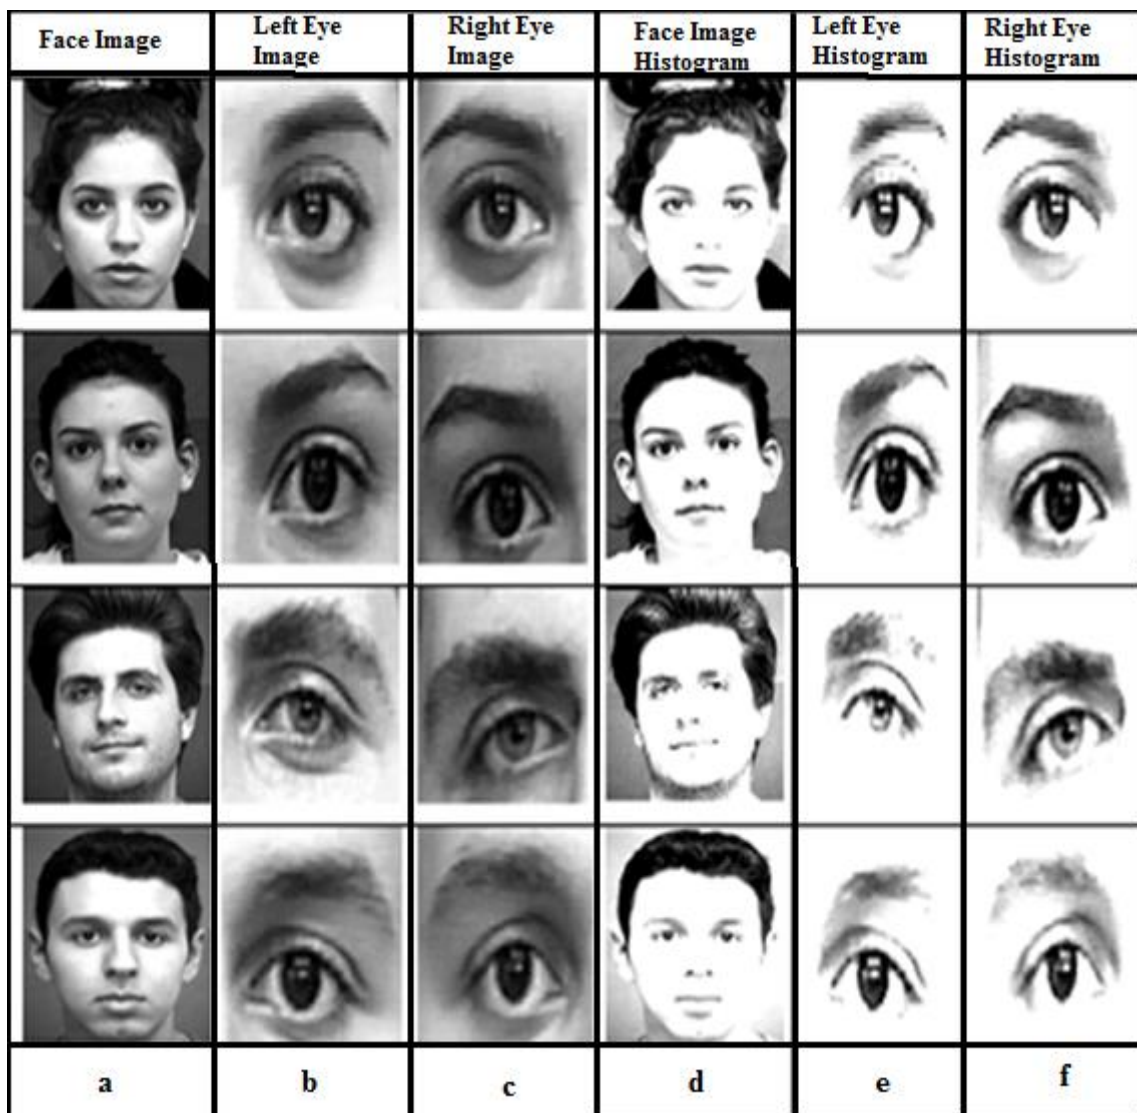 Face Image
Left Eye
Image
Right Eye
Image
Face Image
Histogram
Left Eye
Histogram
Right Eye
Histogram
a
b
c
d
e
f